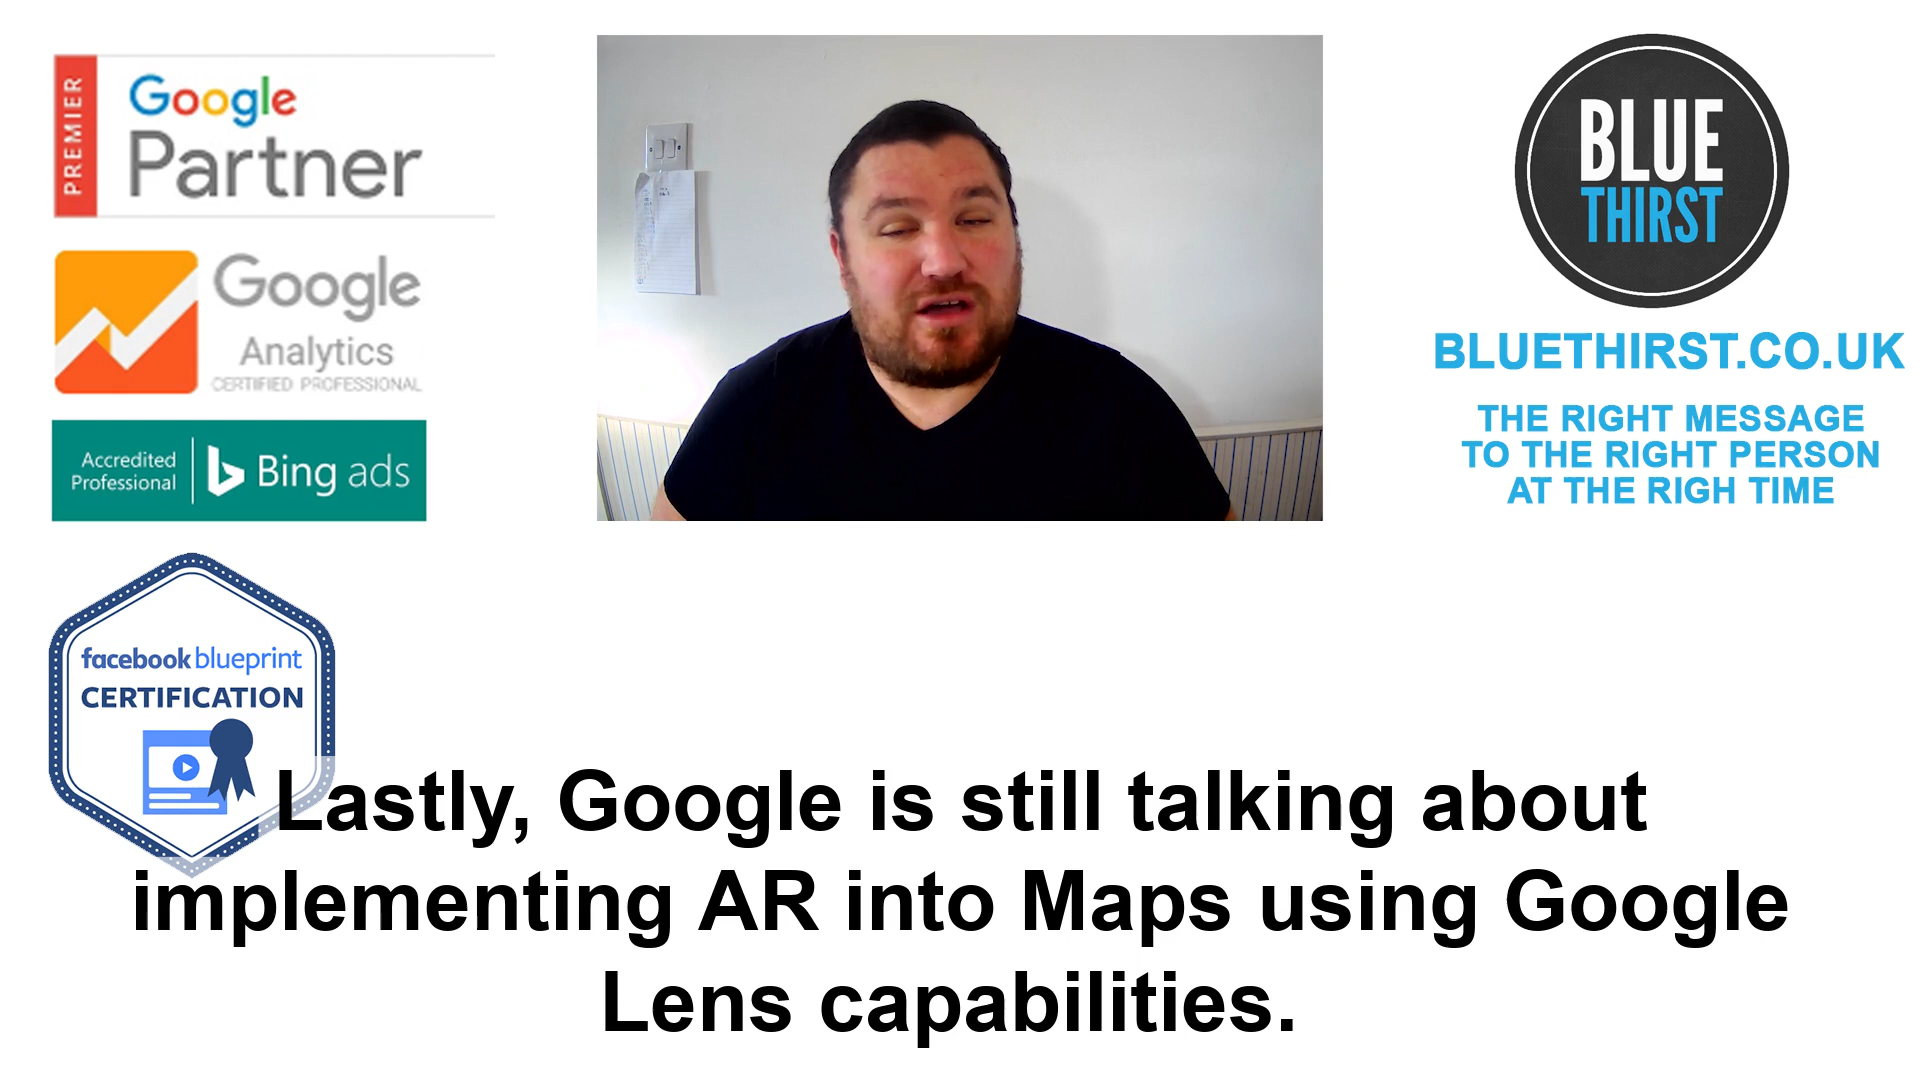 PREMIER
Google
Partner
Google
Analytics
CERTIFIED PROFESSIONAL
Accredited
Professional
Bing ads
facebook blueprint
CERTIFICATION
BLUE
THIRST
BLUETHIRST.CO.UK
THE RIGHT MESSAGE
TO THE RIGHT PERSON
AT THE RIGH TIME
Lastly, Google is still talking about
implementing AR into Maps using Google
Lens capabilities.